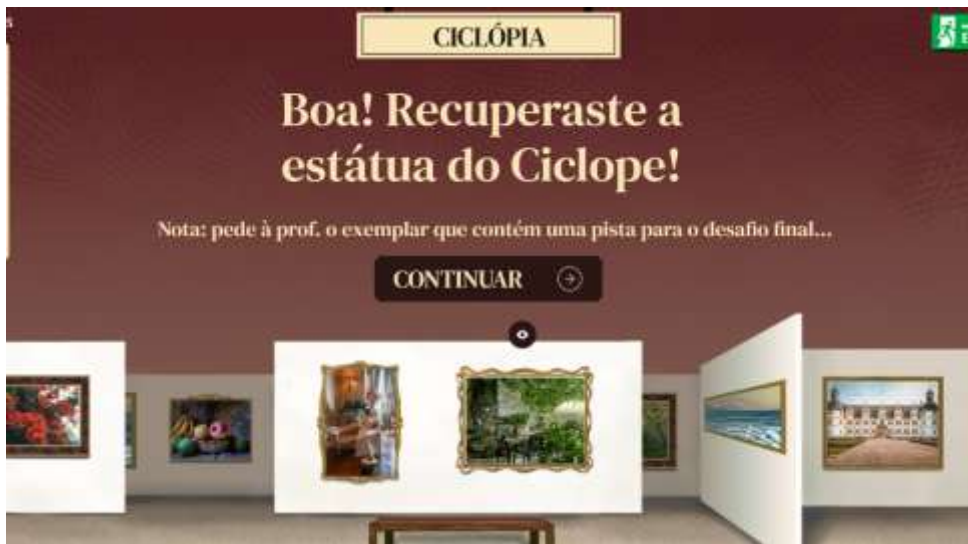 CICLÓPIA
Boa! Recuperaste a
estátua do Ciclope!
Nota: pede à prof. o exemplar que contém uma pista para o desafio final...
CONTINUAR